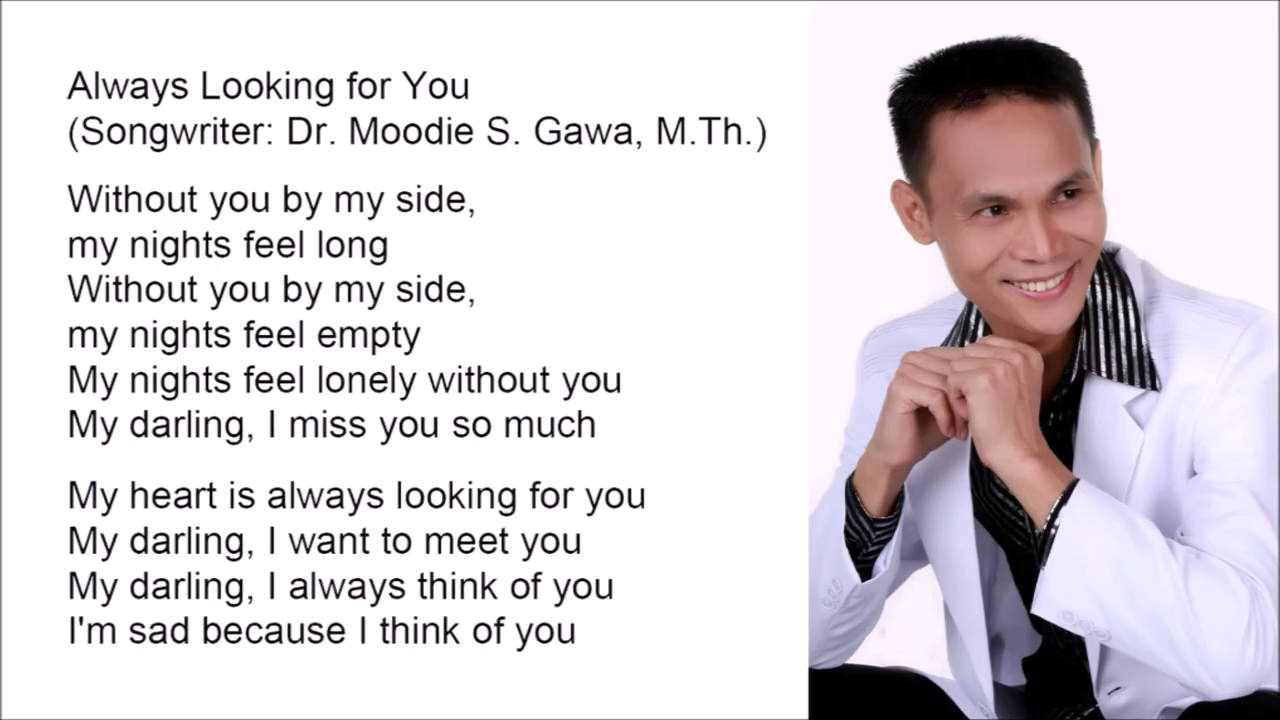 Always Looking for You
(Songwriter: Dr. Moodie S. Gawa, M.Th.)
Without you by my side,
my nights feel long
Without you by my side,
my nights feel empty
My nights feel lonely without you
My darling, I miss you so much
My heart is always looking for you
My darling, I want to meet you
My darling, I always think of you
I'm sad because I think of you